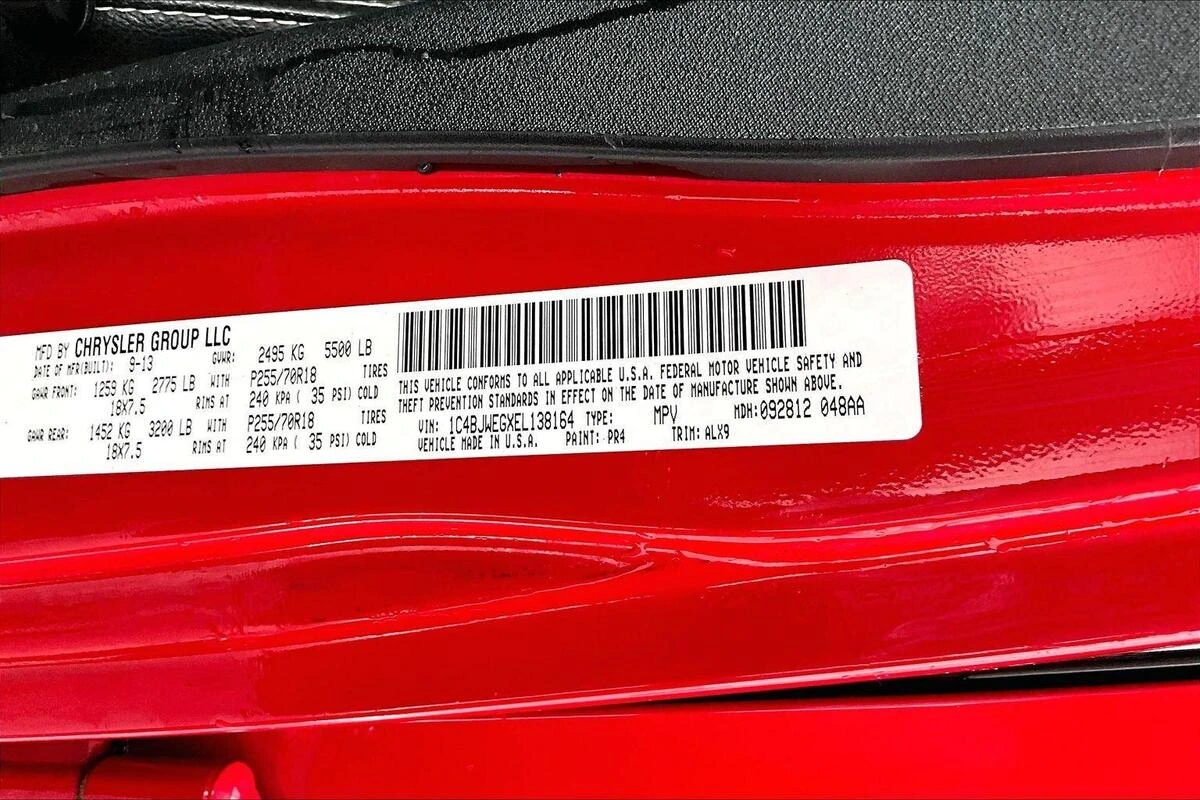 MFD BY CHRYSLER GROUP LLC
DATE OF MFR(BUILT): 9-13 GVWR: 2495 KG 5500 LB
GAWR FRONT: 1259 KG 2775 LB WITH P255/70R18 TIRES
18X7.5 RIMS AT 240 KPA ( 35 PSI) COLD
GAWR REAR: 1452 KG 3200 LB WITH P255/70R18 TIRES
18X7.5 RIMS AT 240 KPA ( 35 PSI) COLD
THIS VEHICLE CONFORMS TO ALL APPLICABLE U.S.A. FEDERAL MOTOR VEHICLE SAFETY AND
THEFT PREVENTION STANDARDS IN EFFECT ON THE DATE OF MANUFACTURE SHOWN ABOVE.
VIN: 1C4BJWEGXEL138164 TYPE: MPV MDH:092812 048AA
VEHICLE MADE IN U.S.A. PAINT: PR4 TRIM: ALX9